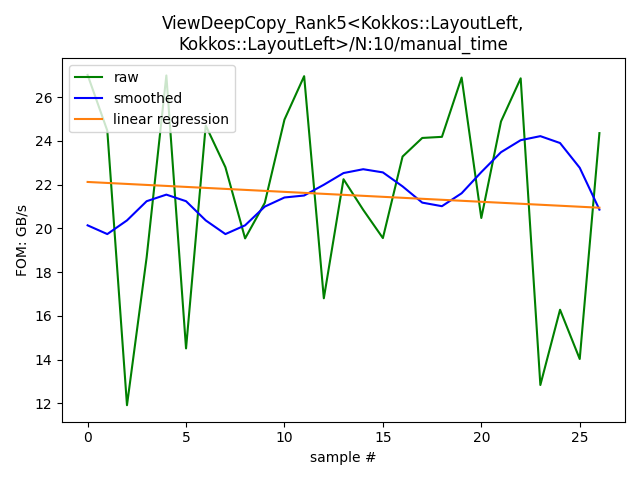 ViewDeepCopy_Rank5<Kokkos::LayoutLeft,
Kokkos::LayoutLeft>/N:10/manual_time
raw
smoothed
linear regression
FOM: GB/s
26
24
22
20
18
16
14
12
0
5
10
15
20
25
sample #